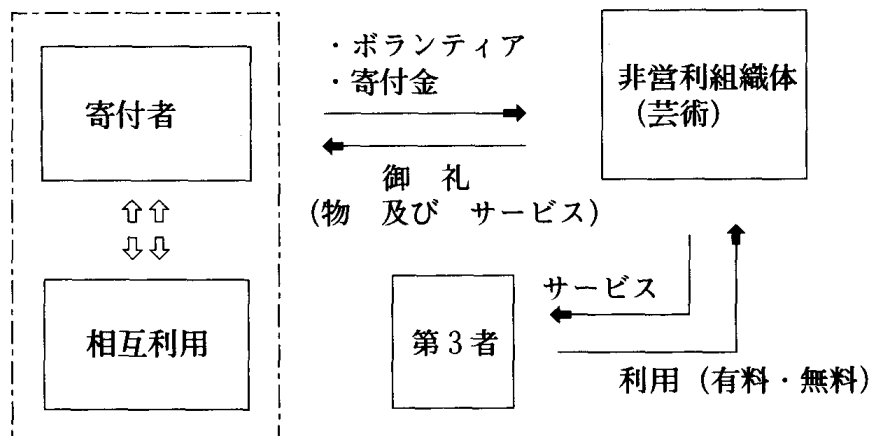 ・ボランティア
・寄付金
寄付者
非営利組織体
(芸術)
御 礼
(物 及び サービス)
相互利用
第3者
サービス
利用(有料・無料)